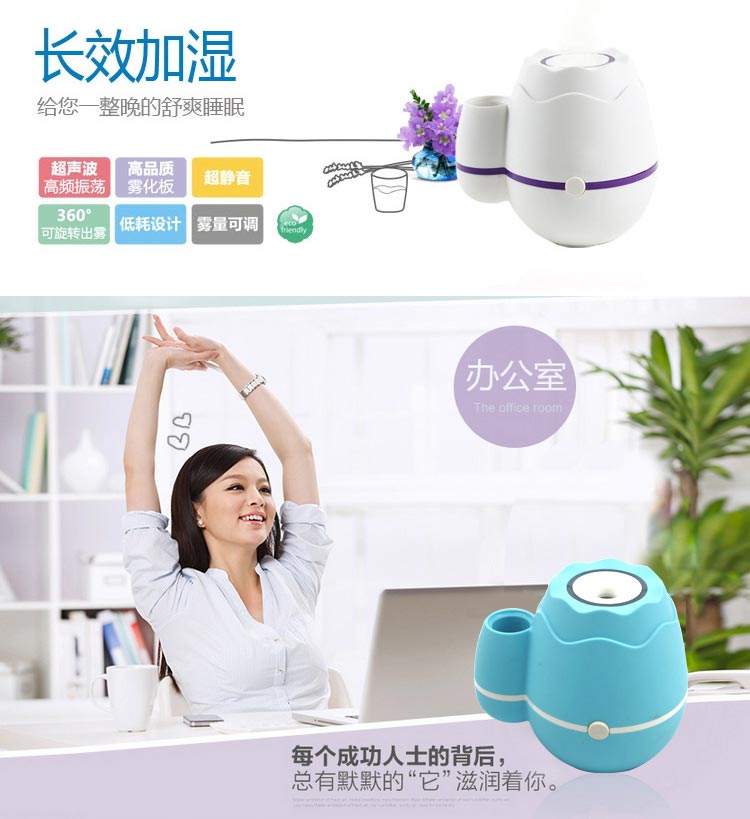 长效加湿
给您一整晚的舒爽睡眠
超声波
高频振荡
高品质
雾化板
超静音
360°
可旋转出雾
低耗设计
雾量可调
eco
friendly
办公室
The office room
每个成功人士的背后，
总有默默的“它”滋润着你。